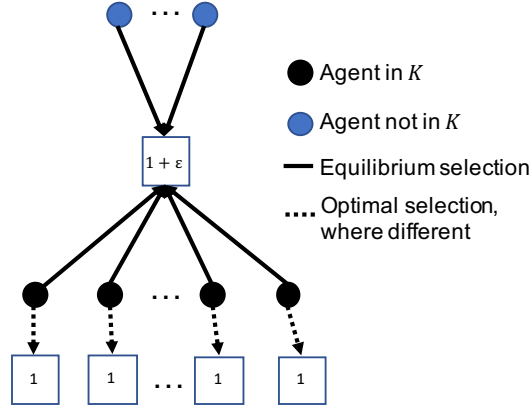 ...
Agent in K
Agent not in K
1 + ε
Equilibrium selection
Optimal selection,
where different
...
1 1 ... 1 1